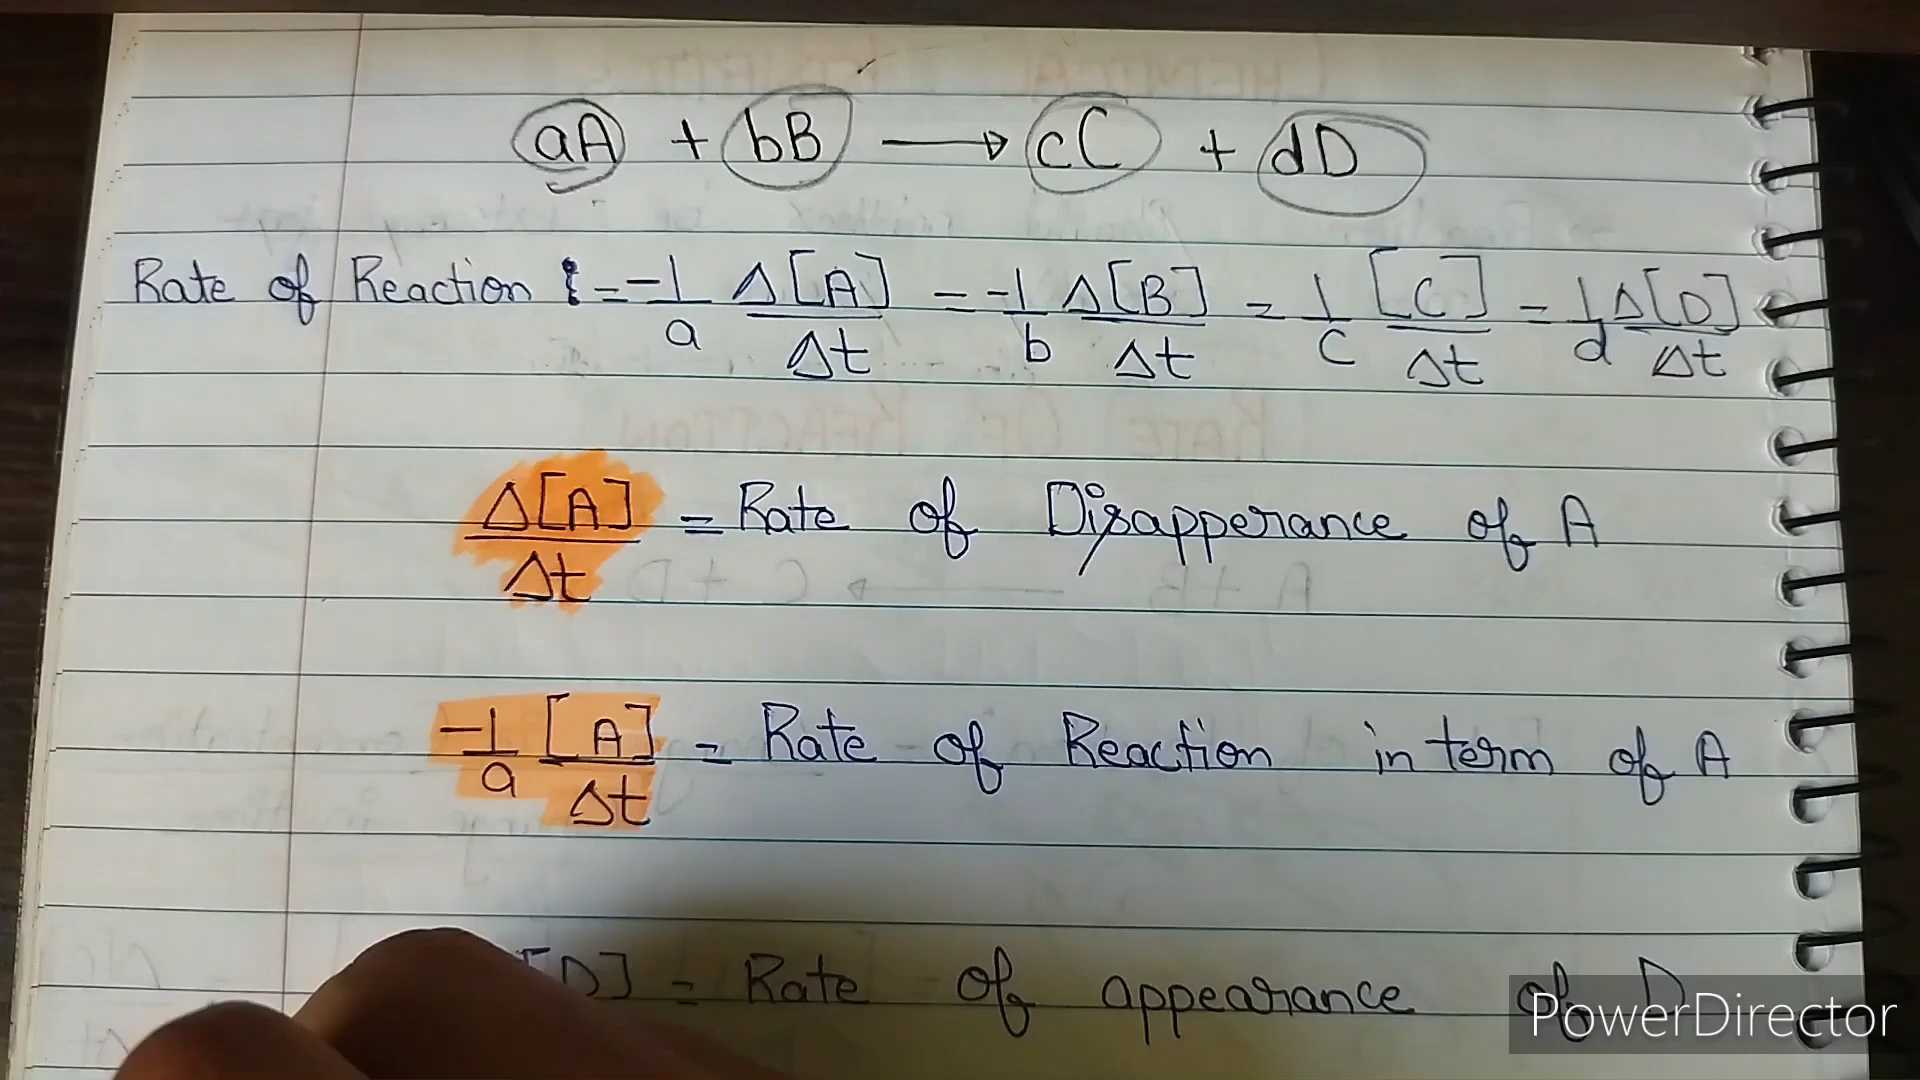 aA + bB → cC + dD
Rate of Reaction : = -1/a Δ[A]/Δt = -1/b Δ[B]/Δt = 1/c [C]/Δt = 1/d Δ[D]/Δt
Δ[A]/Δt = Rate of Disapperance of A
-1/a [A]/Δt = Rate of Reaction in term of A
[D] = Rate of appearance of D
PowerDirector